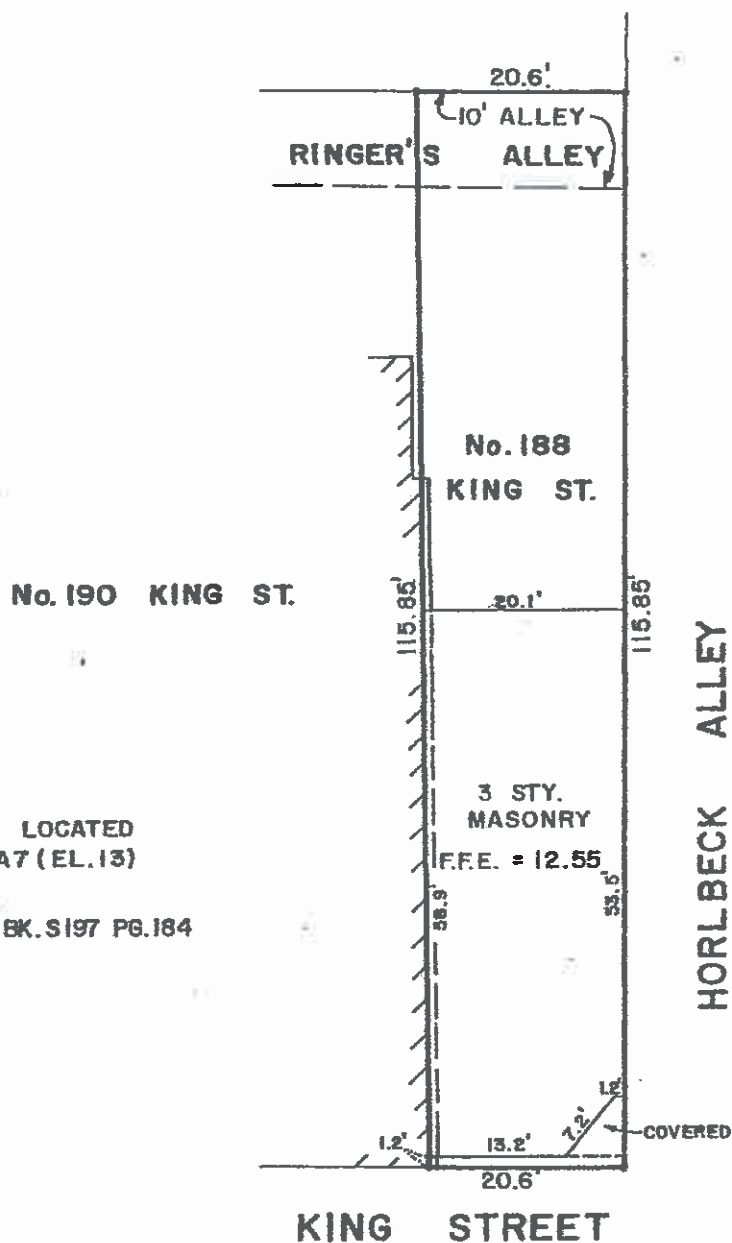 20.6'
10' ALLEY
RINGER'S ALLEY
No. 188
KING ST.
No. 190 KING ST.
115.85'
20.1'
115.85'
HORLBECK ALLEY
3 STY.
MASONRY
LOCATED
A7 (EL.13)
F.F.E. = 12.55
58.9'
53.5'
BK. S197 PG. 184
1.2'
7.2'
COVERED
1.2'
13.2'
20.6'
KING STREET